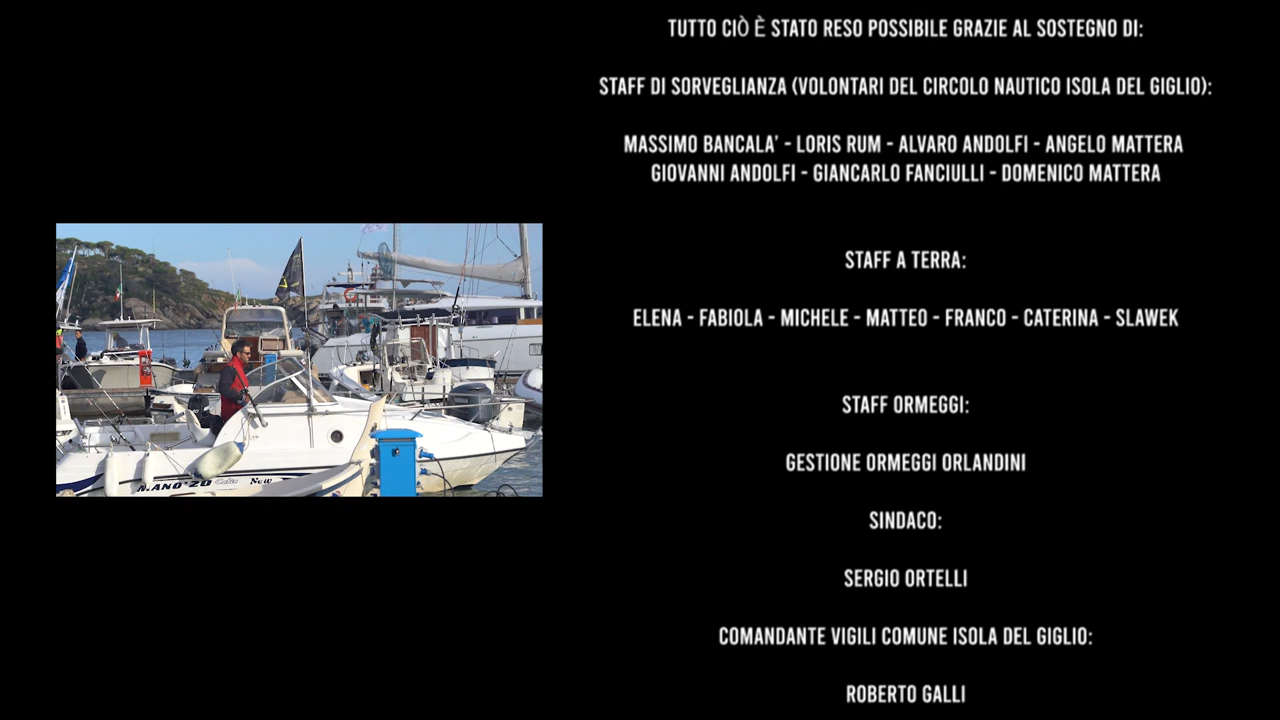 TUTTO CIÒ È STATO RESO POSSIBILE GRAZIE AL SOSTEGNO DI:
STAFF DI SORVEGLIANZA (VOLONTARI DEL CIRCOLO NAUTICO ISOLA DEL GIGLIO):
MASSIMO BANCALA' - LORIS RUM - ALVARO ANDOLFI - ANGELO MATTERA
GIOVANNI ANDOLFI - GIANCARLO FANCIULLI - DOMENICO MATTERA
STAFF A TERRA:
ELENA - FABIOLA - MICHELE - MATTEO - FRANCO - CATERINA - SLAWEK
STAFF ORMEGGI:
GESTIONE ORMEGGI ORLANDINI
SINDACO:
SERGIO ORTELLI
COMANDANTE VIGILI COMUNE ISOLA DEL GIGLIO:
ROBERTO GALLI
New